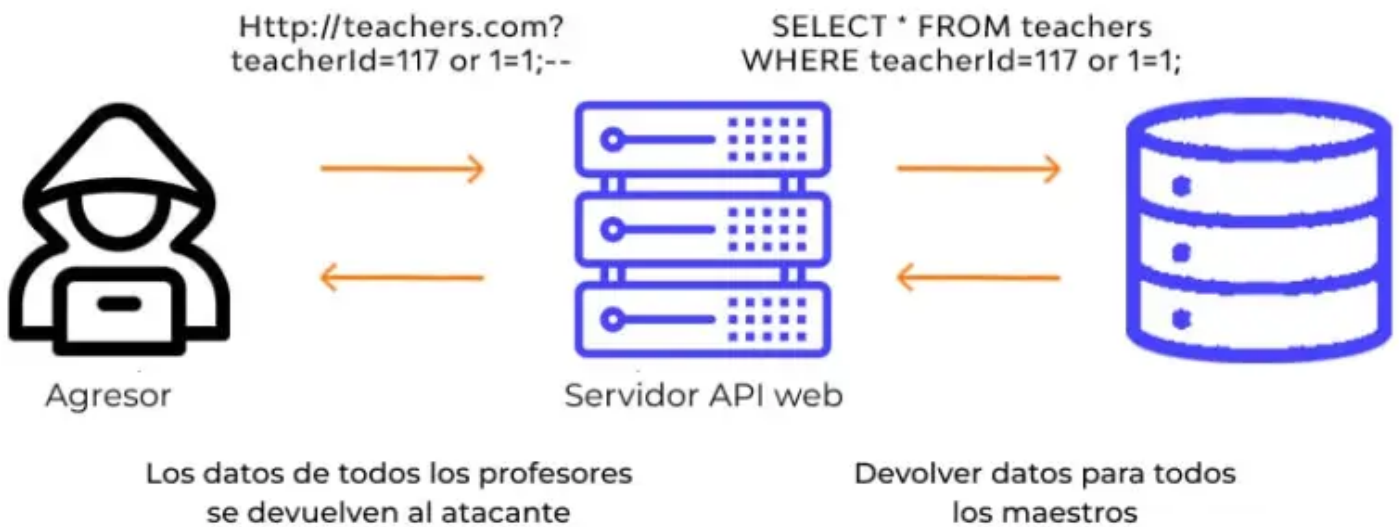 Http://teachers.com?
teacherId=117 or 1=1;--
SELECT * FROM teachers
WHERE teacherId=117 or 1=1;
Agresor
Servidor API web
Los datos de todos los profesores
se devuelven al atacante
Devolver datos para todos
los maestros